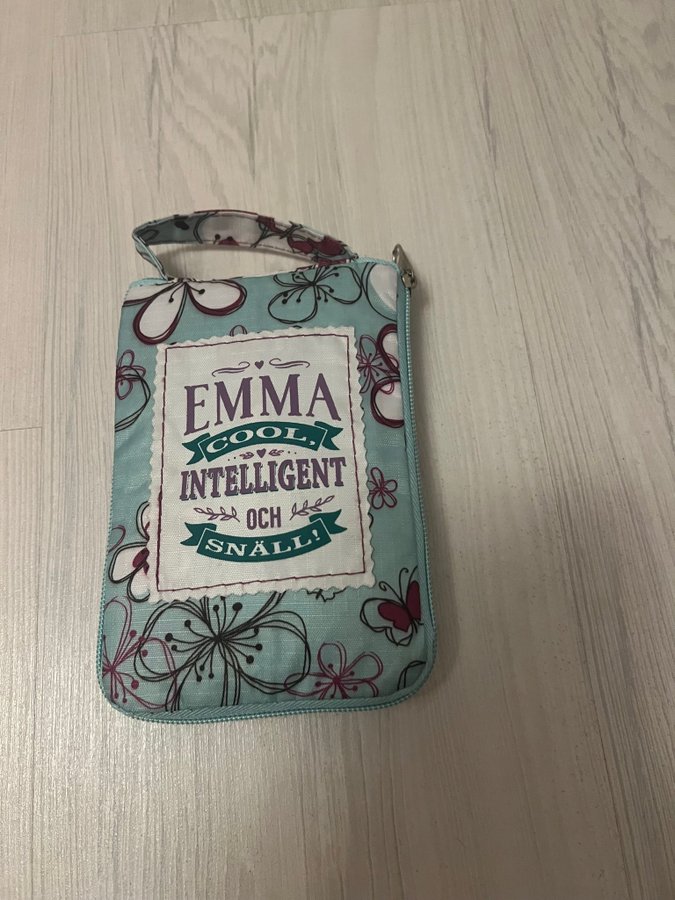 EMMA
COOL,
INTELLIGENT
OCH
SNÄLL!